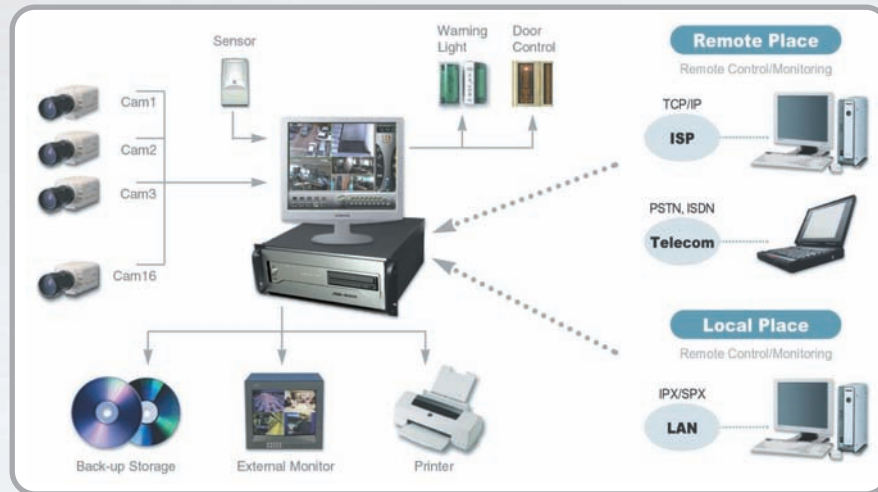 Sensor
Warning
Light
Door
Control
Cam1
Cam2
Cam3
Cam16
Back-up Storage
External Monitor
Printer
Remote Place
Remote Control/Monitoring
TCP/IP
ISP
PSTN, ISDN
Telecom
Local Place
Remote Control/Monitoring
IPX/SPX
LAN